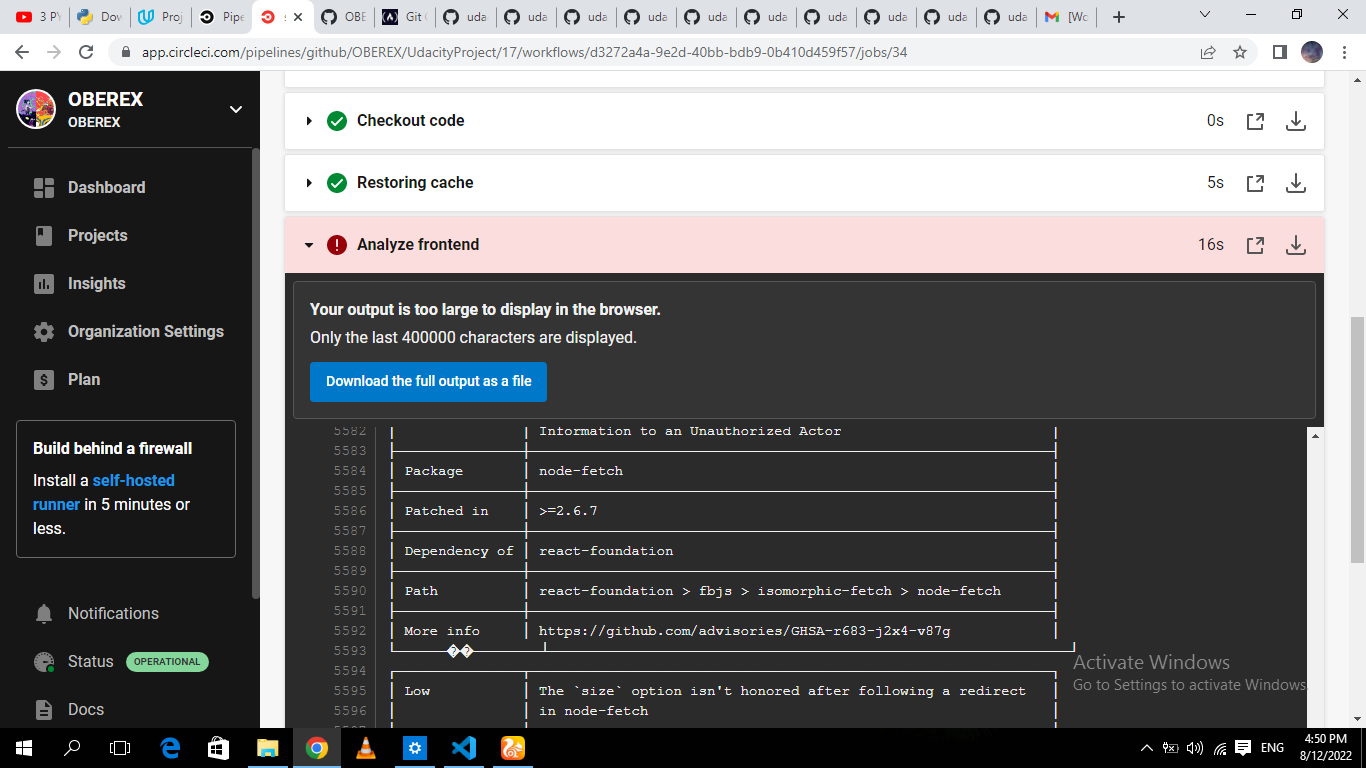 3 PY
Dow
Proj
Pipe
s
OBE
Git
uda
uda
uda
uda
uda
uda
uda
uda
uda
uda
[Wo
app.circleci.com/pipelines/github/OBEREX/UdacityProject/17/workflows/d3272a4a-9e2d-40bb-bdb9-0b410d459f57/jobs/34
OBEREX
OBEREX
Dashboard
Projects
Insights
Organization Settings
Plan
Build behind a firewall
Install a self-hosted
runner in 5 minutes or
less.
Notifications
Status OPERATIONAL
Docs
Checkout code 0s
Restoring cache 5s
Analyze frontend 16s
Your output is too large to display in the browser.
Only the last 400000 characters are displayed.
Download the full output as a file
5582 Information to an Unauthorized Actor
5583
5584 Package node-fetch
5585
5586 Patched in >=2.6.7
5587
5588 Dependency of react-foundation
5589
5590 Path react-foundation > fbjs > isomorphic-fetch > node-fetch
5591
5592 More info https://github.com/advisories/GHSA-r683-j2x4-v87g
5593 ��
5594
5595 Low The `size` option isn't honored after following a redirect
5596 in node-fetch
Activate Windows
Go to Settings to activate Windows.
ENG
4:50 PM
8/12/2022